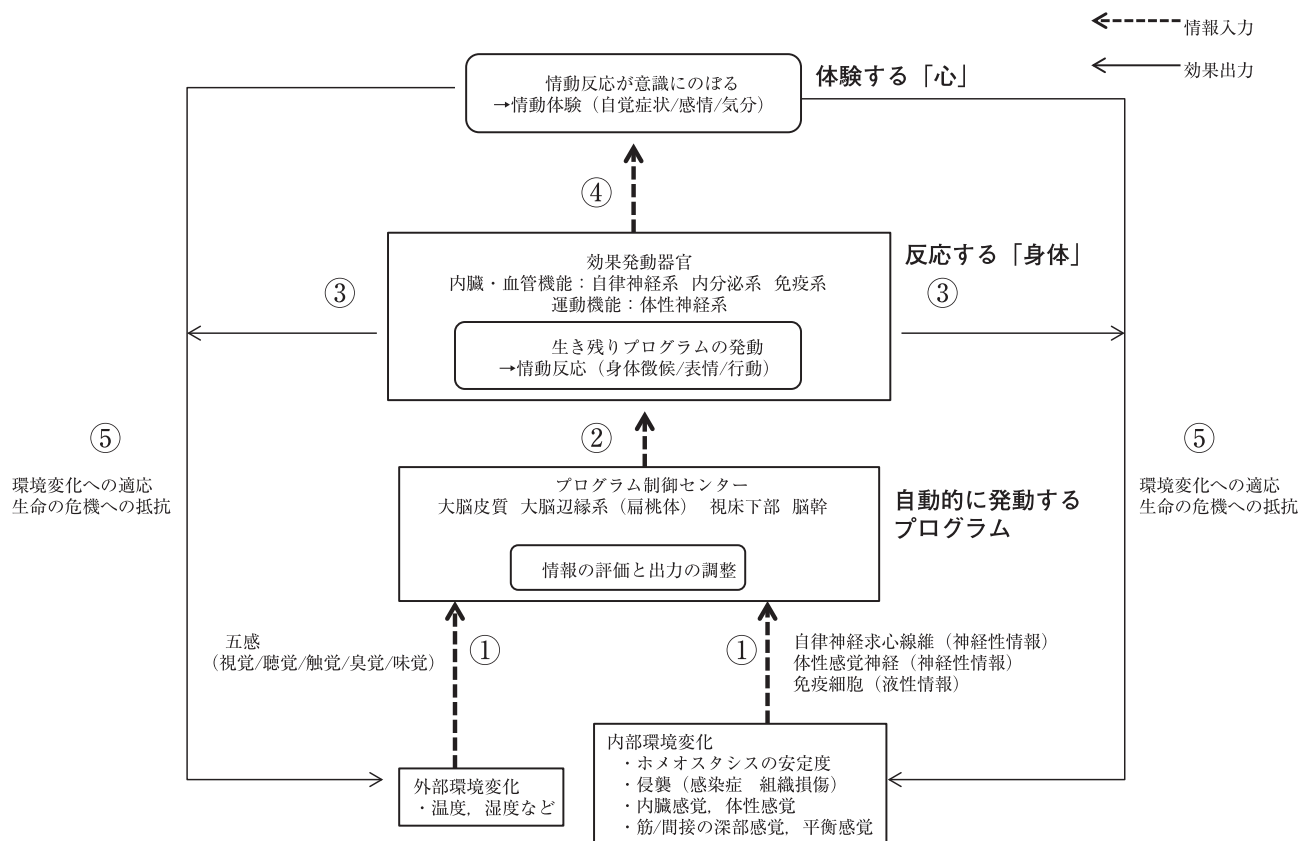 情報入力
効果出力
情動反応が意識にのぼる
→情動体験（自覚症状/感情/気分）
体験する「心」
④
反応する「身体」
効果発動器官
内臓・血管機能：自律神経系 内分泌系 免疫系
運動機能：体性神経系
③
③
生き残りプログラムの発動
→情動反応（身体徴候/表情/行動）
②
⑤
環境変化への適応
生命の危機への抵抗
⑤
環境変化への適応
生命の危機への抵抗
プログラム制御センター
大脳皮質 大脳辺縁系（扁桃体） 視床下部 脳幹
自動的に発動する
プログラム
情報の評価と出力の調整
五感
（視覚/聴覚/触覚/臭覚/味覚）
①
①
自律神経求心線維（神経性情報）
体性感覚神経（神経性情報）
免疫細胞（液性情報）
外部環境変化
・温度，湿度など
内部環境変化
・ホメオスタシスの安定度
・侵襲（感染症　組織損傷）
・内臓感覚，体性感覚
・筋/間接の深部感覚，平衡感覚